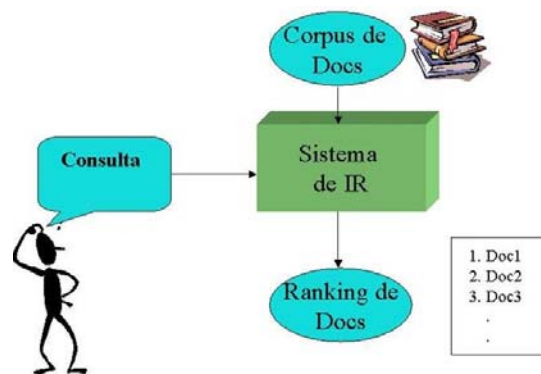 Corpus de
Docs
Consulta
Sistema
de IR
Ranking de
Docs
1. Doc1
2. Doc2
3. Doc3
.
.